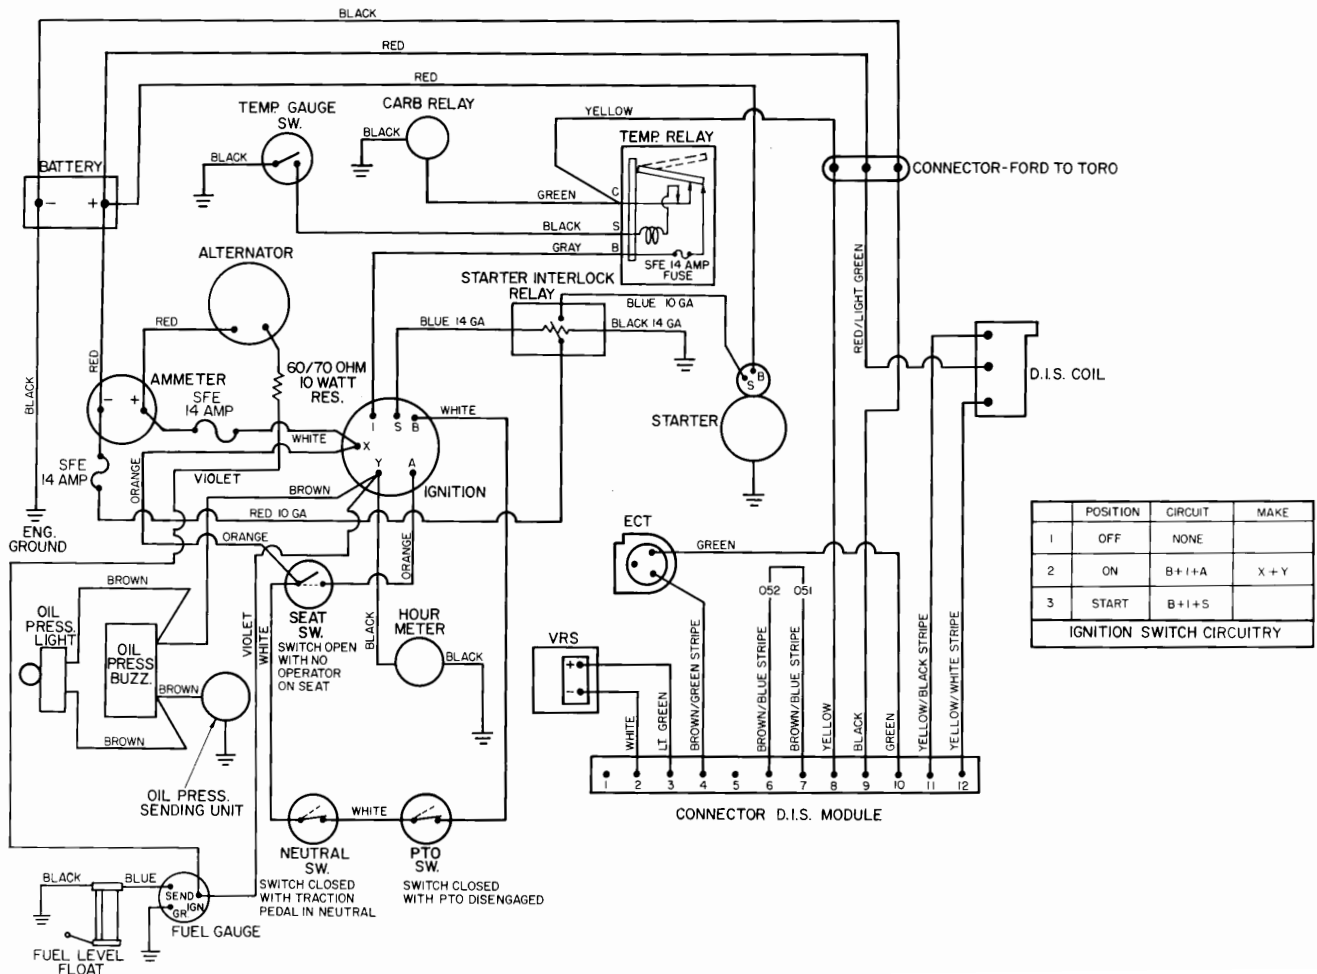 BLACK
RED
RED
TEMP. GAUGE
SW.
CARB RELAY
BLACK
YELLOW
TEMP. RELAY
BLACK
BATTERY
-
+
CONNECTOR-FORD TO TORO
C
GREEN
BLACK
S
GRAY
B
SFE 14 AMP
FUSE
ALTERNATOR
STARTER INTERLOCK
RELAY
BLUE 10 GA
RED
BLUE 14 GA
BLACK 14 GA
RED/LIGHT GREEN
RED
BLACK
60/70 OHM
10 WATT
RES.
AMMETER
-
+
SFE
14 AMP
D.I.S. COIL
S
B
STARTER
WHITE
WHITE
I
S
B
X
Y
A
IGNITION
SFE
14 AMP
ORANGE
VIOLET
BROWN
RED 10 GA
ENG.
GROUND
ORANGE
ORANGE
ECT
GREEN
052
051
POSITION
CIRCUIT
MAKE
1
OFF
NONE
2
ON
B+I+A
X+Y
3
START
B+I+S
IGNITION SWITCH CIRCUITRY
BROWN
OIL
PRESS.
LIGHT
OIL
PRESS
BUZZ.
BROWN
BROWN
VIOLET
WHITE
SEAT
SW.
SWITCH OPEN
WITH NO
OPERATOR
ON SEAT
BLACK
HOUR
METER
BLACK
VRS
+
-
WHITE
LT. GREEN
BROWN/GREEN STRIPE
BROWN/BLUE STRIPE
BROWN/BLUE STRIPE
YELLOW
BLACK
GREEN
YELLOW/BLACK STRIPE
YELLOW/WHITE STRIPE
1
2
3
4
5
6
7
8
9
10
11
12
CONNECTOR D.I.S. MODULE
OIL PRESS.
SENDING UNIT
WHITE
NEUTRAL
SW.
SWITCH CLOSED
WITH TRACTION
PEDAL IN NEUTRAL
PTO
SW.
SWITCH CLOSED
WITH PTO DISENGAGED
BLACK
BLUE
SEND
IGN
GR
FUEL GAUGE
FUEL LEVEL
FLOAT